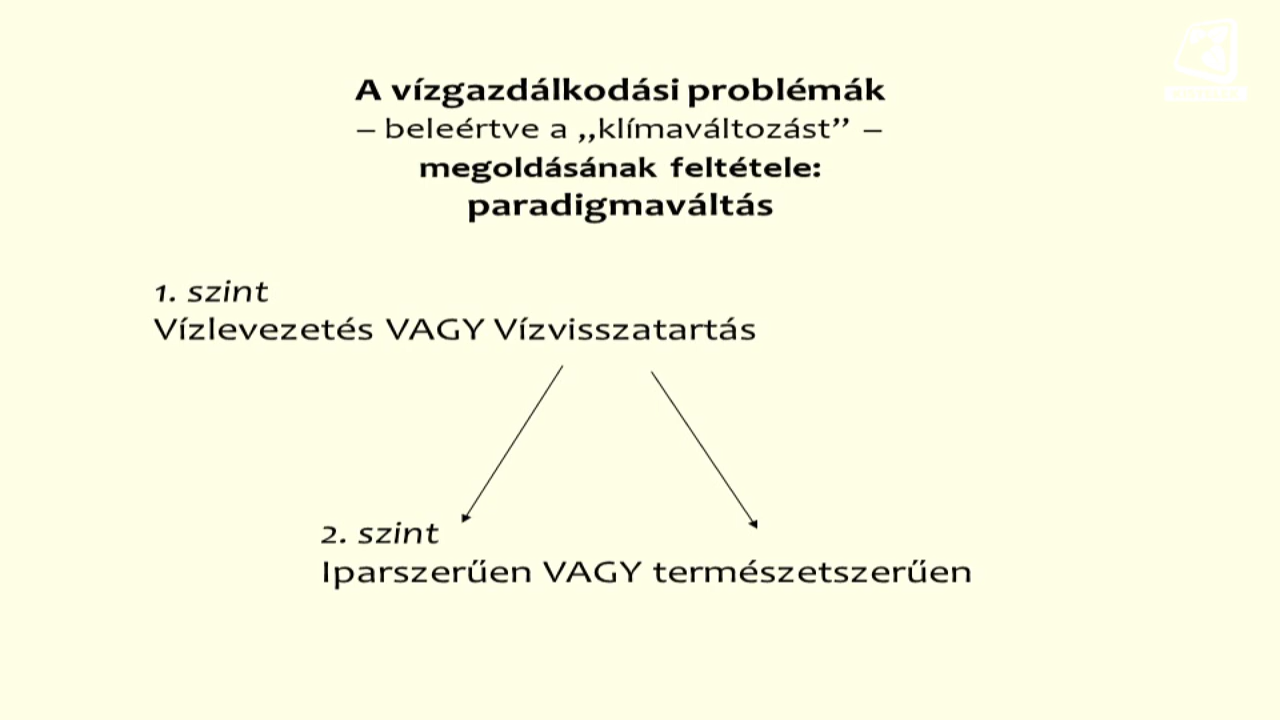 A vízgazdálkodási problémák
– beleértve a „klímaváltozást” –
megoldásának feltétele:
paradigmaváltás
1. szint
Vízlevezetés VAGY Vízvisszatartás
2. szint
Iparszerűen VAGY természetszerűen